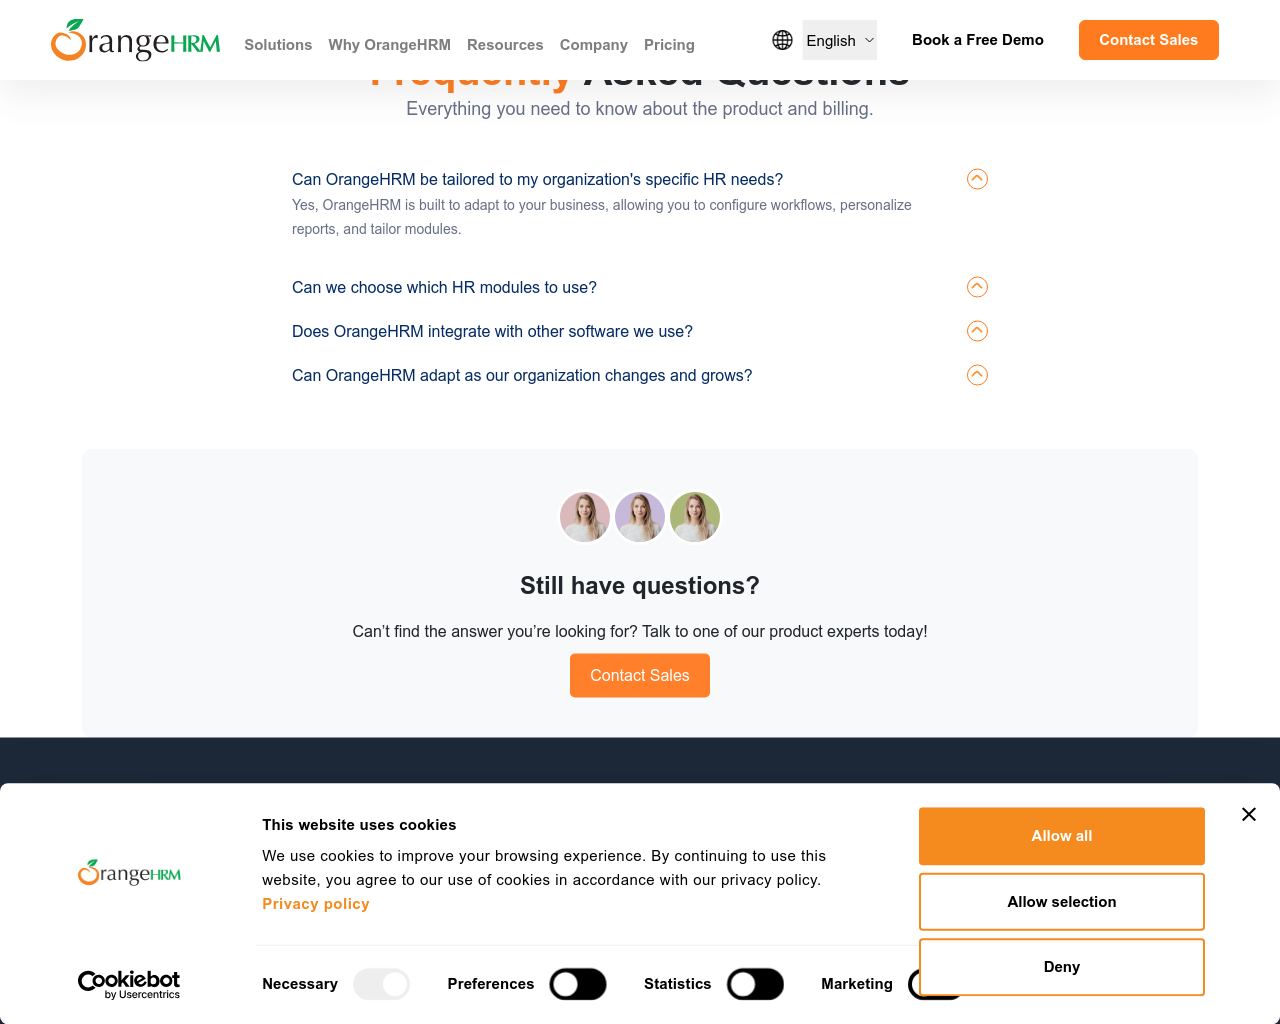 OrangeHRM
Solutions Why OrangeHRM Resources Company Pricing
English
Book a Free Demo
Contact Sales
Frequently Asked Questions
Everything you need to know about the product and billing.
Can OrangeHRM be tailored to my organization's specific HR needs?
Yes, OrangeHRM is built to adapt to your business, allowing you to configure workflows, personalize
reports, and tailor modules.
Can we choose which HR modules to use?
Does OrangeHRM integrate with other software we use?
Can OrangeHRM adapt as our organization changes and grows?
Still have questions?
Can’t find the answer you’re looking for? Talk to one of our product experts today!
Contact Sales
OrangeHRM
Cookiebot
by Usercentrics
This website uses cookies
We use cookies to improve your browsing experience. By continuing to use this
website, you agree to our use of cookies in accordance with our privacy policy.
Privacy policy
Necessary Preferences Statistics Marketing
Allow all
Allow selection
Deny